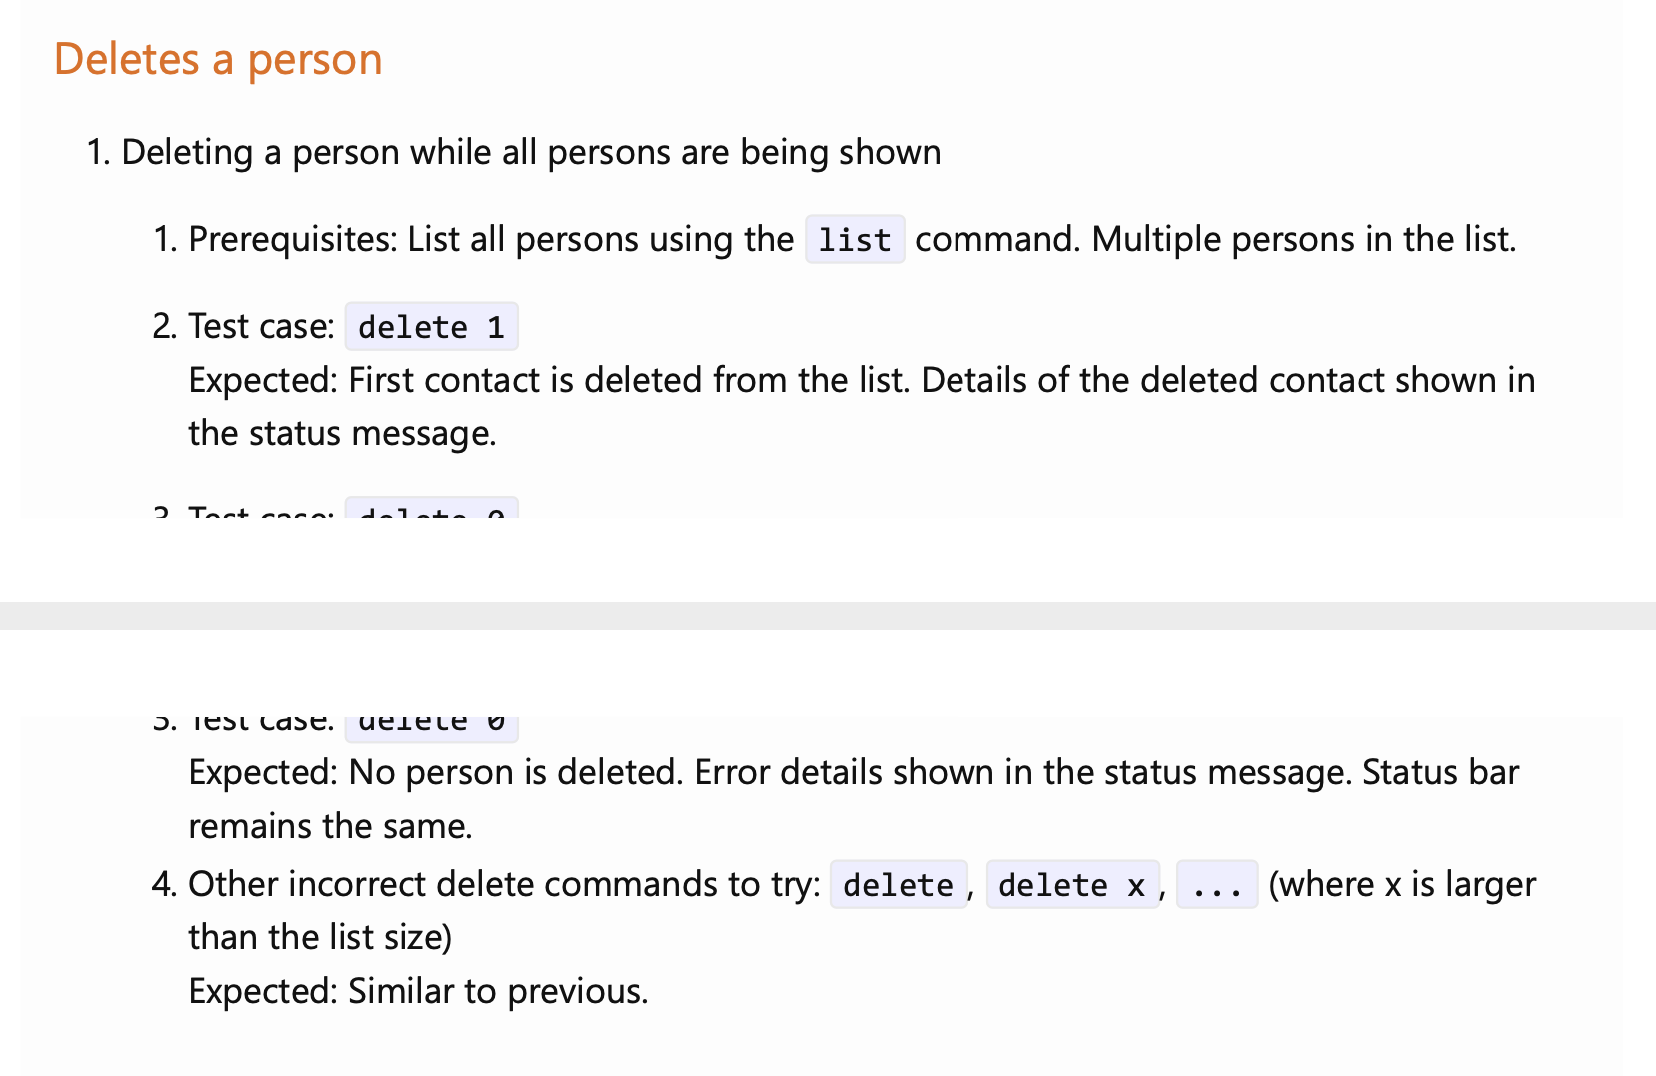 Deletes a person
1. Deleting a person while all persons are being shown
1. Prerequisites: List all persons using the list command. Multiple persons in the list.
2. Test case: delete 1
Expected: First contact is deleted from the list. Details of the deleted contact shown in
the status message.
3. Test case: delete 0
3. Test case: delete 0
Expected: No person is deleted. Error details shown in the status message. Status bar
remains the same.
4. Other incorrect delete commands to try: delete, delete x, ... (where x is larger
than the list size)
Expected: Similar to previous.